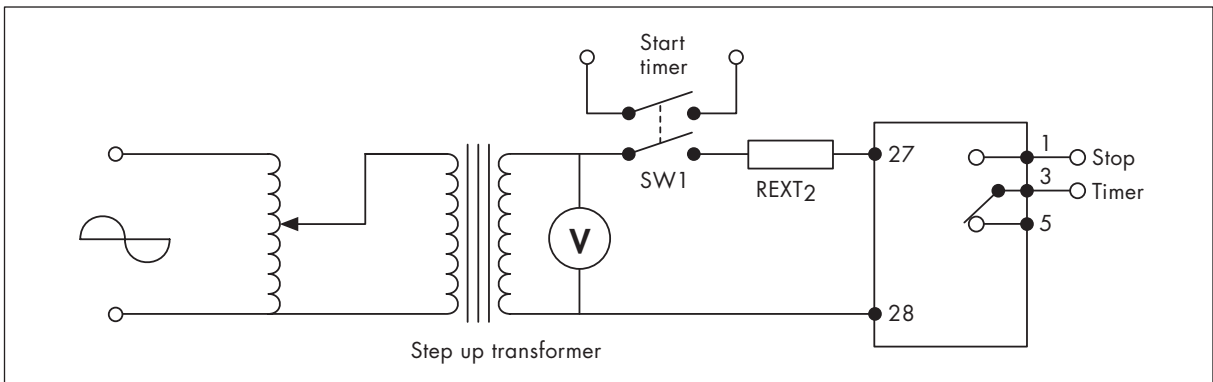 Start
timer
SW1
REXT2
27
28
1
3
5
Stop
Timer
V
Step up transformer